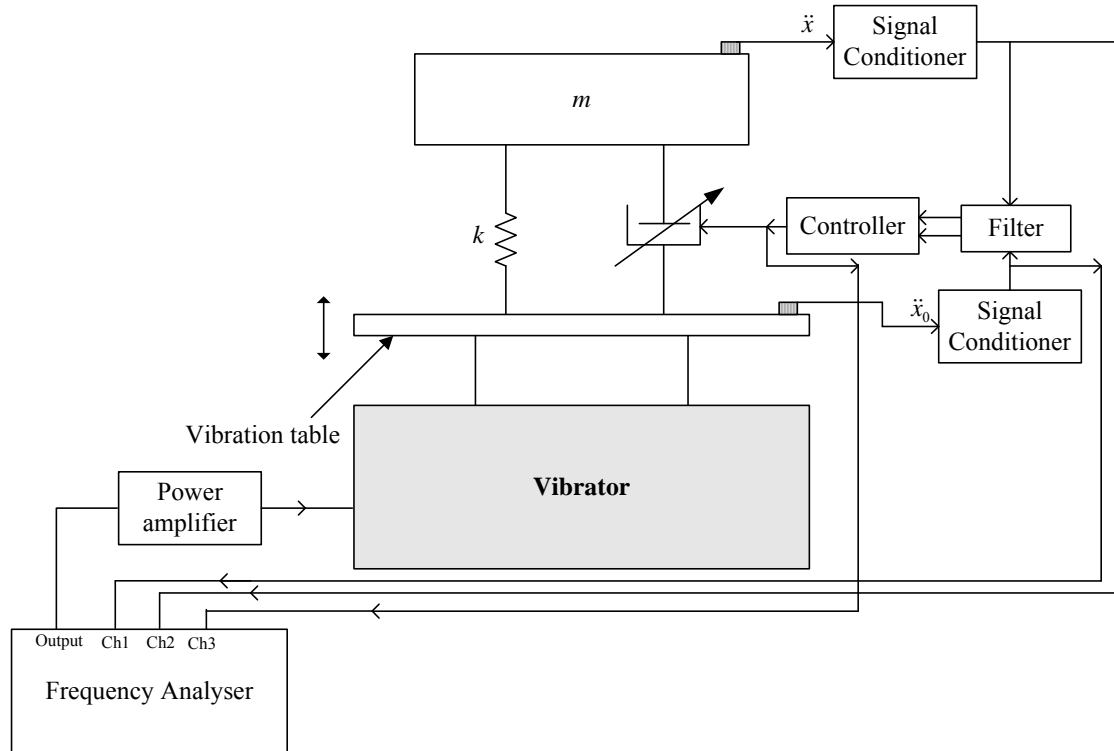 ẍ
Signal
Conditioner
m
k
Controller
Filter
ẍ₀
Signal
Conditioner
Vibration table
Vibrator
Power
amplifier
Output
Ch1
Ch2
Ch3
Frequency Analyser